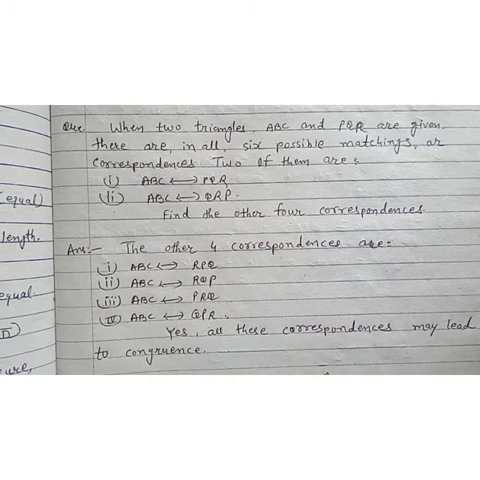 Que When two triangles, ABC and PQR are given.
there are, in all, six possible matchings, or
correspondences Two of them are:
(i) ABC ⟷ PQR
(ii) ABC ⟷ QRP.
Find the other four correspondences
Ans:- The other 4 correspondences are:
(i) ABC ⟷ RPQ
(ii) ABC ⟷ RQP
(iii) ABC ⟷ PRQ
(IV) ABC ⟷ QPR.
Yes, all these correspondences may lead
to congruence.
equal)
length.
equal
II)
ure,